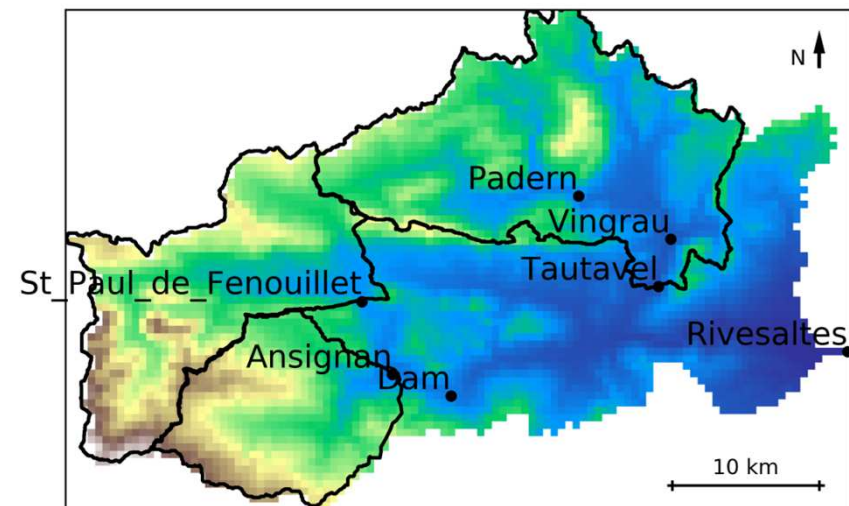 N
Padern
Vingrau
Tautavel
St_Paul_de_Fenouillet
Rivesaltes
Ansignan
Dam
10 km